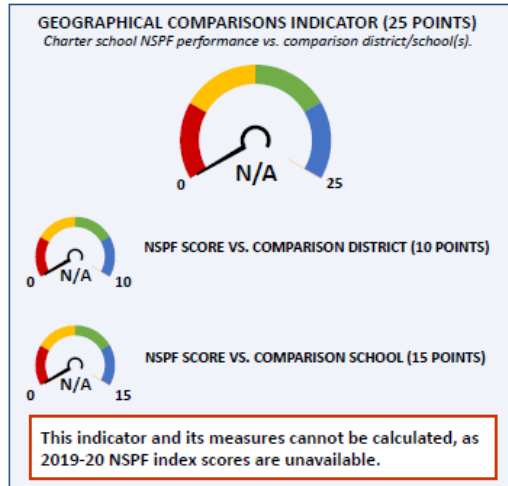 GEOGRAPHICAL COMPARISONS INDICATOR (25 POINTS)
Charter school NSPF performance vs. comparison district/school(s).
N/A
0 25
NSPF SCORE VS. COMPARISON DISTRICT (10 POINTS)
N/A
0 10
NSPF SCORE VS. COMPARISON SCHOOL (15 POINTS)
N/A
0 15
This indicator and its measures cannot be calculated, as
2019-20 NSPF index scores are unavailable.